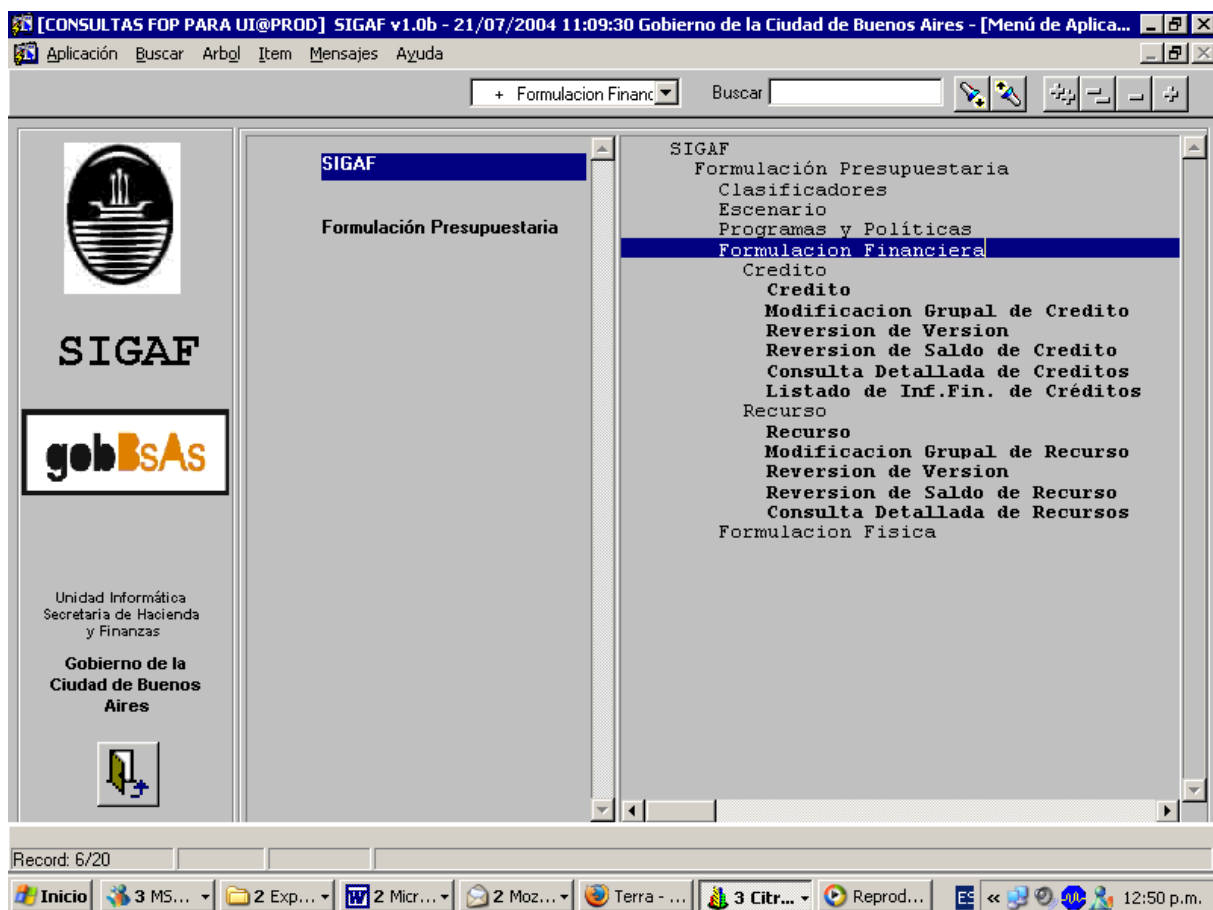 [CONSULTAS FOP PARA UI@PROD] SIGAF v1.0b - 21/07/2004 11:09:30 Gobierno de la Ciudad de Buenos Aires - [Menú de Aplica...
Aplicación Buscar Arbol Item Mensajes Ayuda
+ Formulacion Financ
Buscar
SIGAF
gobBsAs
Unidad Informática
Secretaria de Hacienda
y Finanzas
Gobierno de la
Ciudad de Buenos
Aires
SIGAF
Formulación Presupuestaria
SIGAF
Formulación Presupuestaria
Clasificadores
Escenario
Programas y Políticas
Formulacion Financiera
Credito
Credito
Modificacion Grupal de Credito
Reversion de Version
Reversion de Saldo de Credito
Consulta Detallada de Creditos
Listado de Inf.Fin. de Créditos
Recurso
Recurso
Modificacion Grupal de Recurso
Reversion de Version
Reversion de Saldo de Recurso
Consulta Detallada de Recursos
Formulacion Fisica
Record: 6/20
Inicio 3 MS... 2 Exp... 2 Micr... 2 Moz... Terra - ... 3 Citr... Reprod... ES « 12:50 p.m.